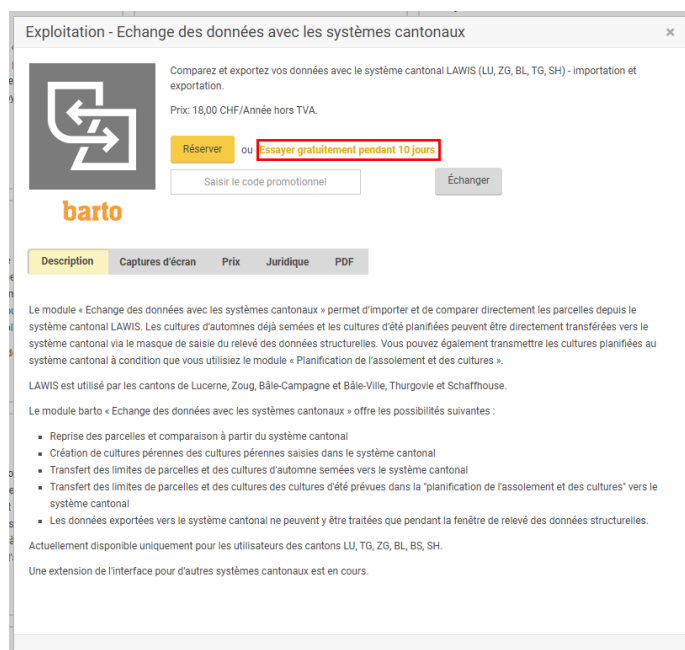 Exploitation - Echange des données avec les systèmes cantonaux ×
Comparez et exportez vos données avec le système cantonal LAWIS (LU, ZG, BL, TG, SH) - importation et
exportation.
Prix: 18,00 CHF/Année hors TVA.
Réserver ou Essayer gratuitement pendant 10 jours
Saisir le code promotionnel Échanger
barto
Description Captures d'écran Prix Juridique PDF
Le module « Echange des données avec les systèmes cantonaux » permet d'importer et de comparer directement les parcelles depuis le
système cantonal LAWIS. Les cultures d'automnes déjà semées et les cultures d'été planifiées peuvent être directement transférées vers le
système cantonal via le masque de saisie du relevé des données structurelles. Vous pouvez également transmettre les cultures planifiées au
système cantonal à condition que vous utilisiez le module « Planification de l'assolement et des cultures ».
LAWIS est utilisé par les cantons de Lucerne, Zoug, Bâle-Campagne et Bâle-Ville, Thurgovie et Schaffhouse.
Le module barto « Echange des données avec les systèmes cantonaux » offre les possibilités suivantes :
▪ Reprise des parcelles et comparaison à partir du système cantonal
▪ Création de cultures pérennes des cultures pérennes saisies dans le système cantonal
▪ Transfert des limites de parcelles et des cultures d'automne semées vers le système cantonal
▪ Transfert des limites de parcelles et des cultures des cultures d'été prévues dans la "planification de l'assolement et des cultures" vers le
système cantonal
▪ Les données exportées vers le système cantonal ne peuvent y être traitées que pendant la fenêtre de relevé des données structurelles.
Actuellement disponible uniquement pour les utilisateurs des cantons LU, TG, ZG, BL, BS, SH.
Une extension de l'interface pour d'autres systèmes cantonaux est en cours.